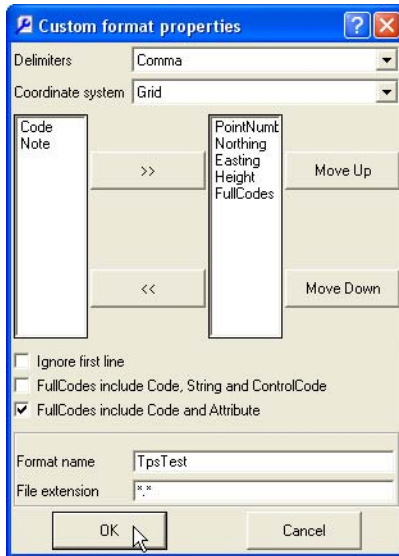 Custom format properties
Delimiters Comma
Coordinate system Grid
Code
Note
PointNumb
Northing
Easting
Height
FullCodes
>>
Move Up
<<
Move Down
Ignore first line
FullCodes include Code, String and ControlCode
FullCodes include Code and Attribute
Format name TpsTest
File extension *.*
OK Cancel